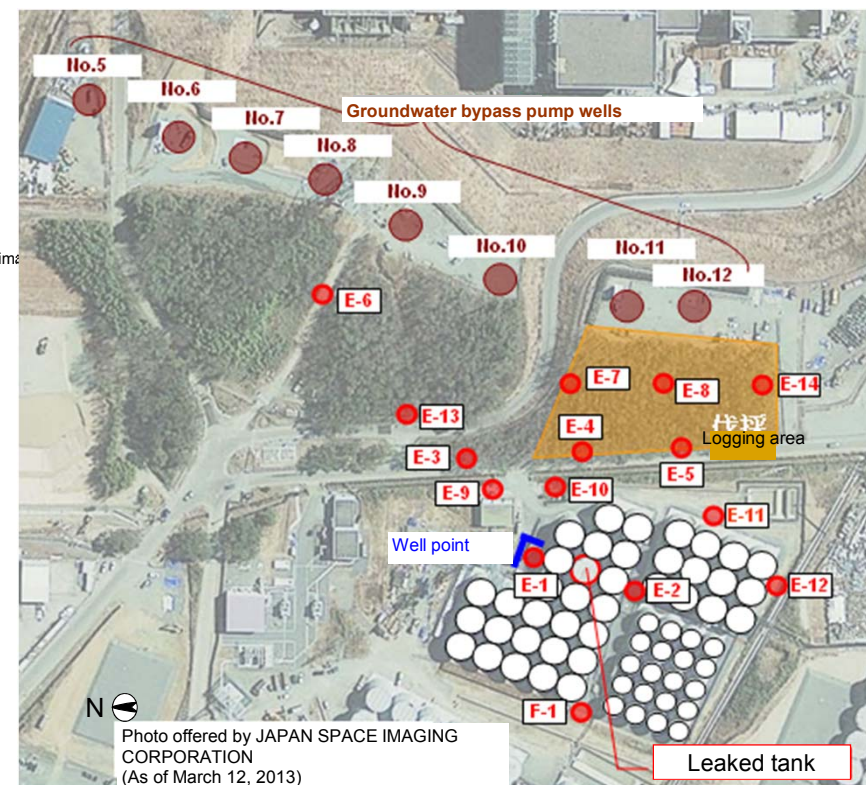 No.5
No.6
No.7
Groundwater bypass pump wells
No.8
No.9
No.10
No.11
No.12
E-6
E-7
E-8
E-14
E-13
E-4
Logging area
E-3
E-5
E-9
E-10
E-11
Well point
E-1
E-2
E-12
F-1
N
Photo offered by JAPAN SPACE IMAGING
CORPORATION
(As of March 12, 2013)
Leaked tank